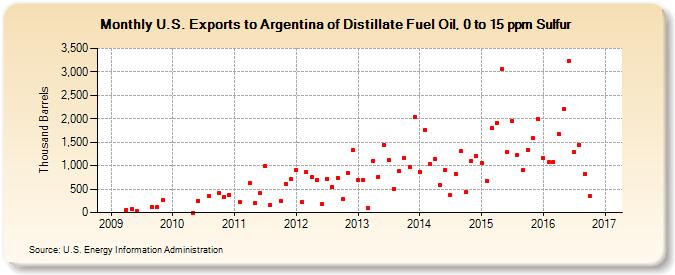 Monthly U.S. Exports to Argentina of Distillate Fuel Oil, 0 to 15 ppm Sulfur
Thousand Barrels
3,500
3,000
2,500
2,000
1,500
1,000
500
0
2009 2010 2011 2012 2013 2014 2015 2016 2017
Source: U.S. Energy Information Administration